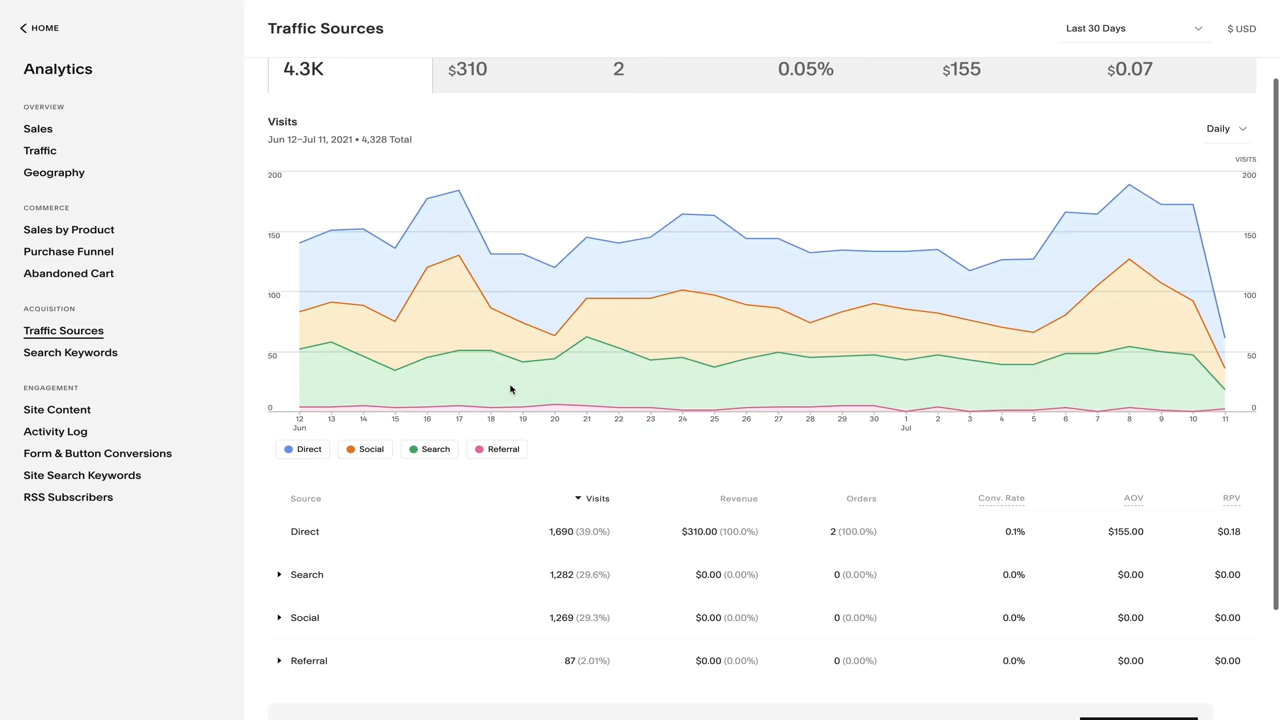 HOME
Traffic Sources
Last 30 Days
$ USD
Analytics
4.3K
$310
2
0.05%
$155
$0.07
OVERVIEW
Sales
Traffic
Geography
COMMERCE
Sales by Product
Purchase Funnel
Abandoned Cart
ACQUISITION
Traffic Sources
Search Keywords
ENGAGEMENT
Site Content
Activity Log
Form & Button Conversions
Site Search Keywords
RSS Subscribers
Visits
Jun 12–Jul 11, 2021 • 4,328 Total
Daily
VISITS
200 200
150 150
100 100
50 50
0 0
12 13 14 15 16 17 18 19 20 21 22 23 24 25 26 27 28 29 30 1 2 3 4 5 6 7 8 9 10 11
Jun Jul
Direct Social Search Referral
Source Visits Revenue Orders Conv. Rate AOV RPV
Direct 1,690 (39.0%) $310.00 (100.0%) 2 (100.0%) 0.1% $155.00 $0.18
Search 1,282 (29.6%) $0.00 (0.00%) 0 (0.00%) 0.0% $0.00 $0.00
Social 1,269 (29.3%) $0.00 (0.00%) 0 (0.00%) 0.0% $0.00 $0.00
Referral 87 (2.01%) $0.00 (0.00%) 0 (0.00%) 0.0% $0.00 $0.00